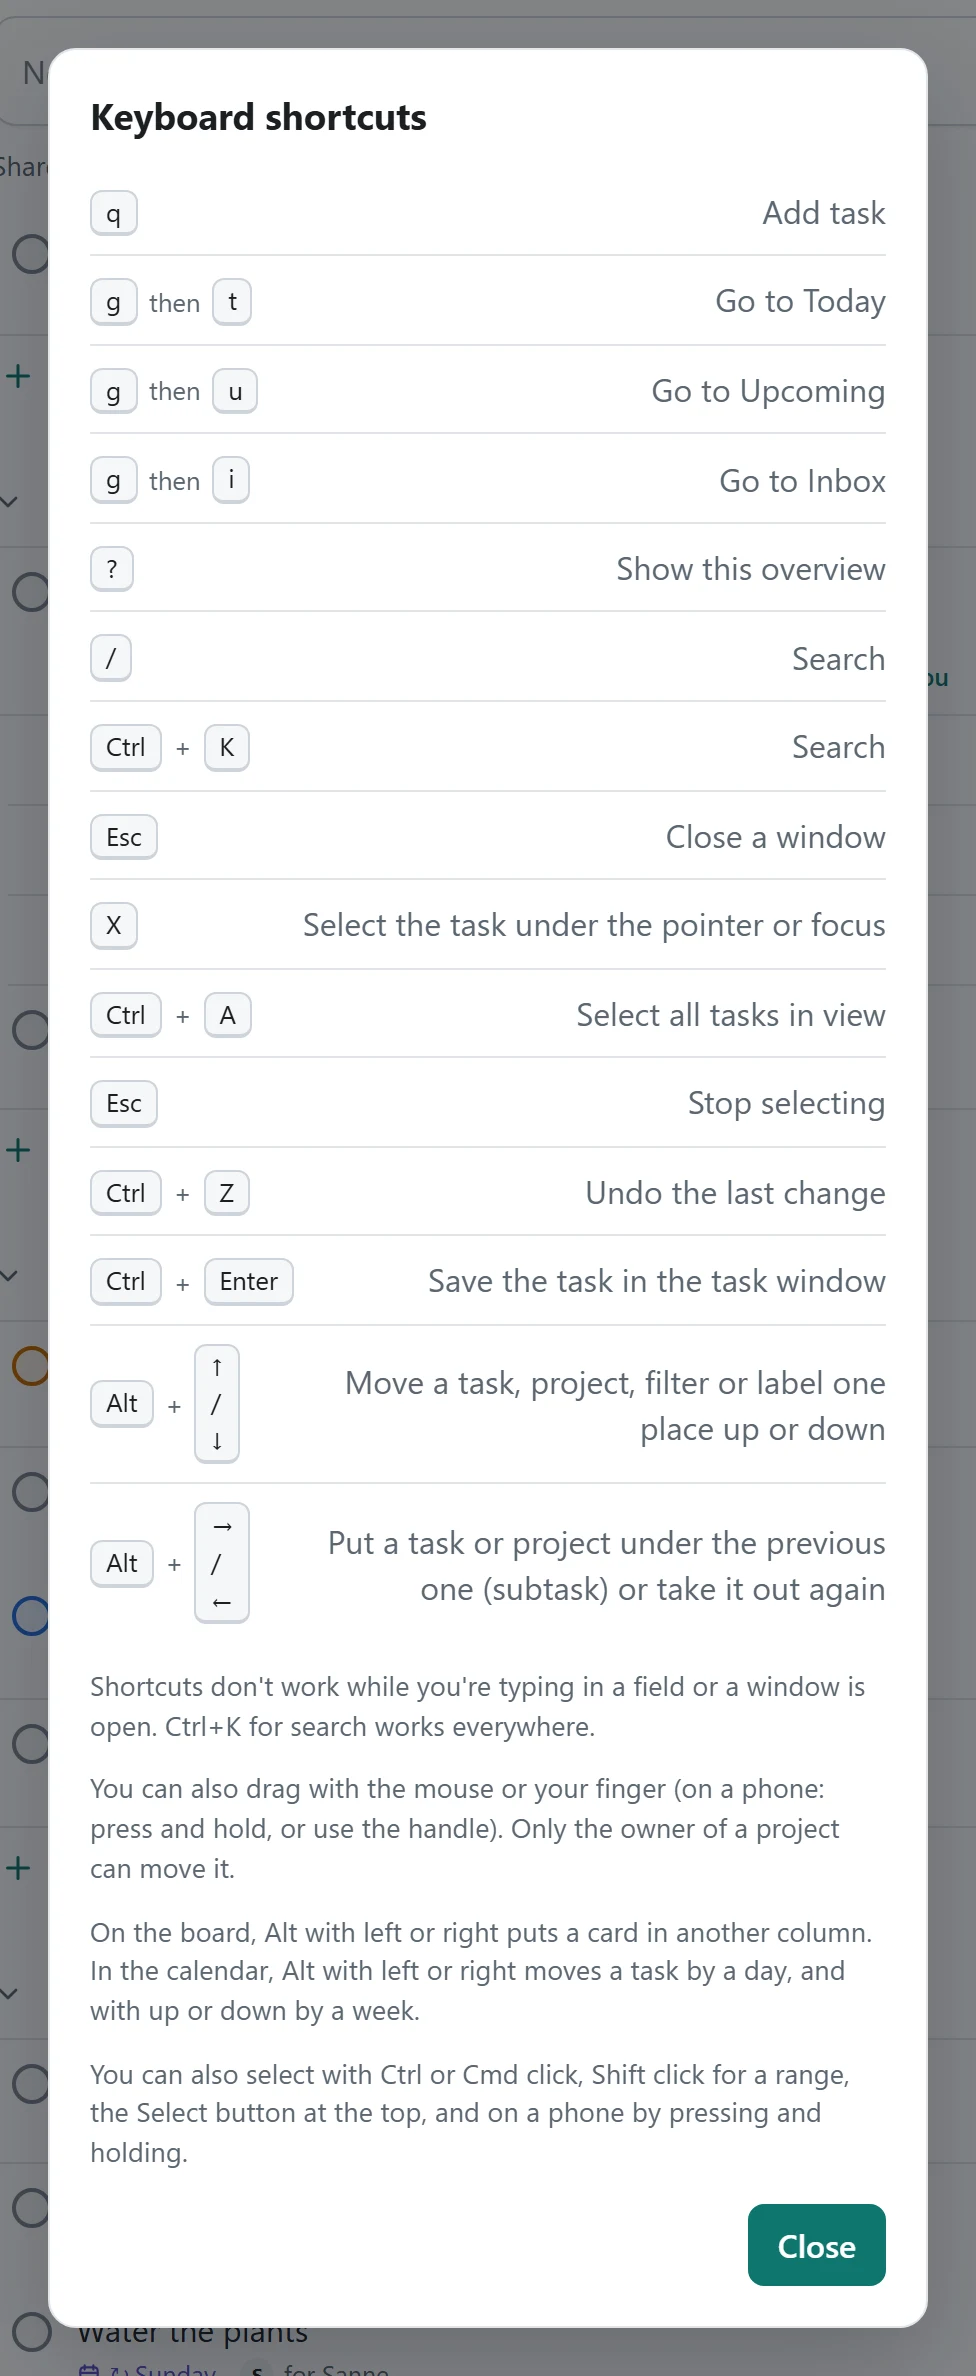 Keyboard shortcuts
q Add task
g then t Go to Today
g then u Go to Upcoming
g then i Go to Inbox
? Show this overview
/ Search
Ctrl + K Search
Esc Close a window
X Select the task under the pointer or focus
Ctrl + A Select all tasks in view
Esc Stop selecting
Ctrl + Z Undo the last change
Ctrl + Enter Save the task in the task window
Alt + ↑ / ↓ Move a task, project, filter or label one
place up or down
Alt + → / ← Put a task or project under the previous
one (subtask) or take it out again
Shortcuts don't work while you're typing in a field or a window is
open. Ctrl+K for search works everywhere.
You can also drag with the mouse or your finger (on a phone:
press and hold, or use the handle). Only the owner of a project
can move it.
On the board, Alt with left or right puts a card in another column.
In the calendar, Alt with left or right moves a task by a day, and
with up or down by a week.
You can also select with Ctrl or Cmd click, Shift click for a range,
the Select button at the top, and on a phone by pressing and
holding.
Close
Water the plants
Sunday S for Sanne